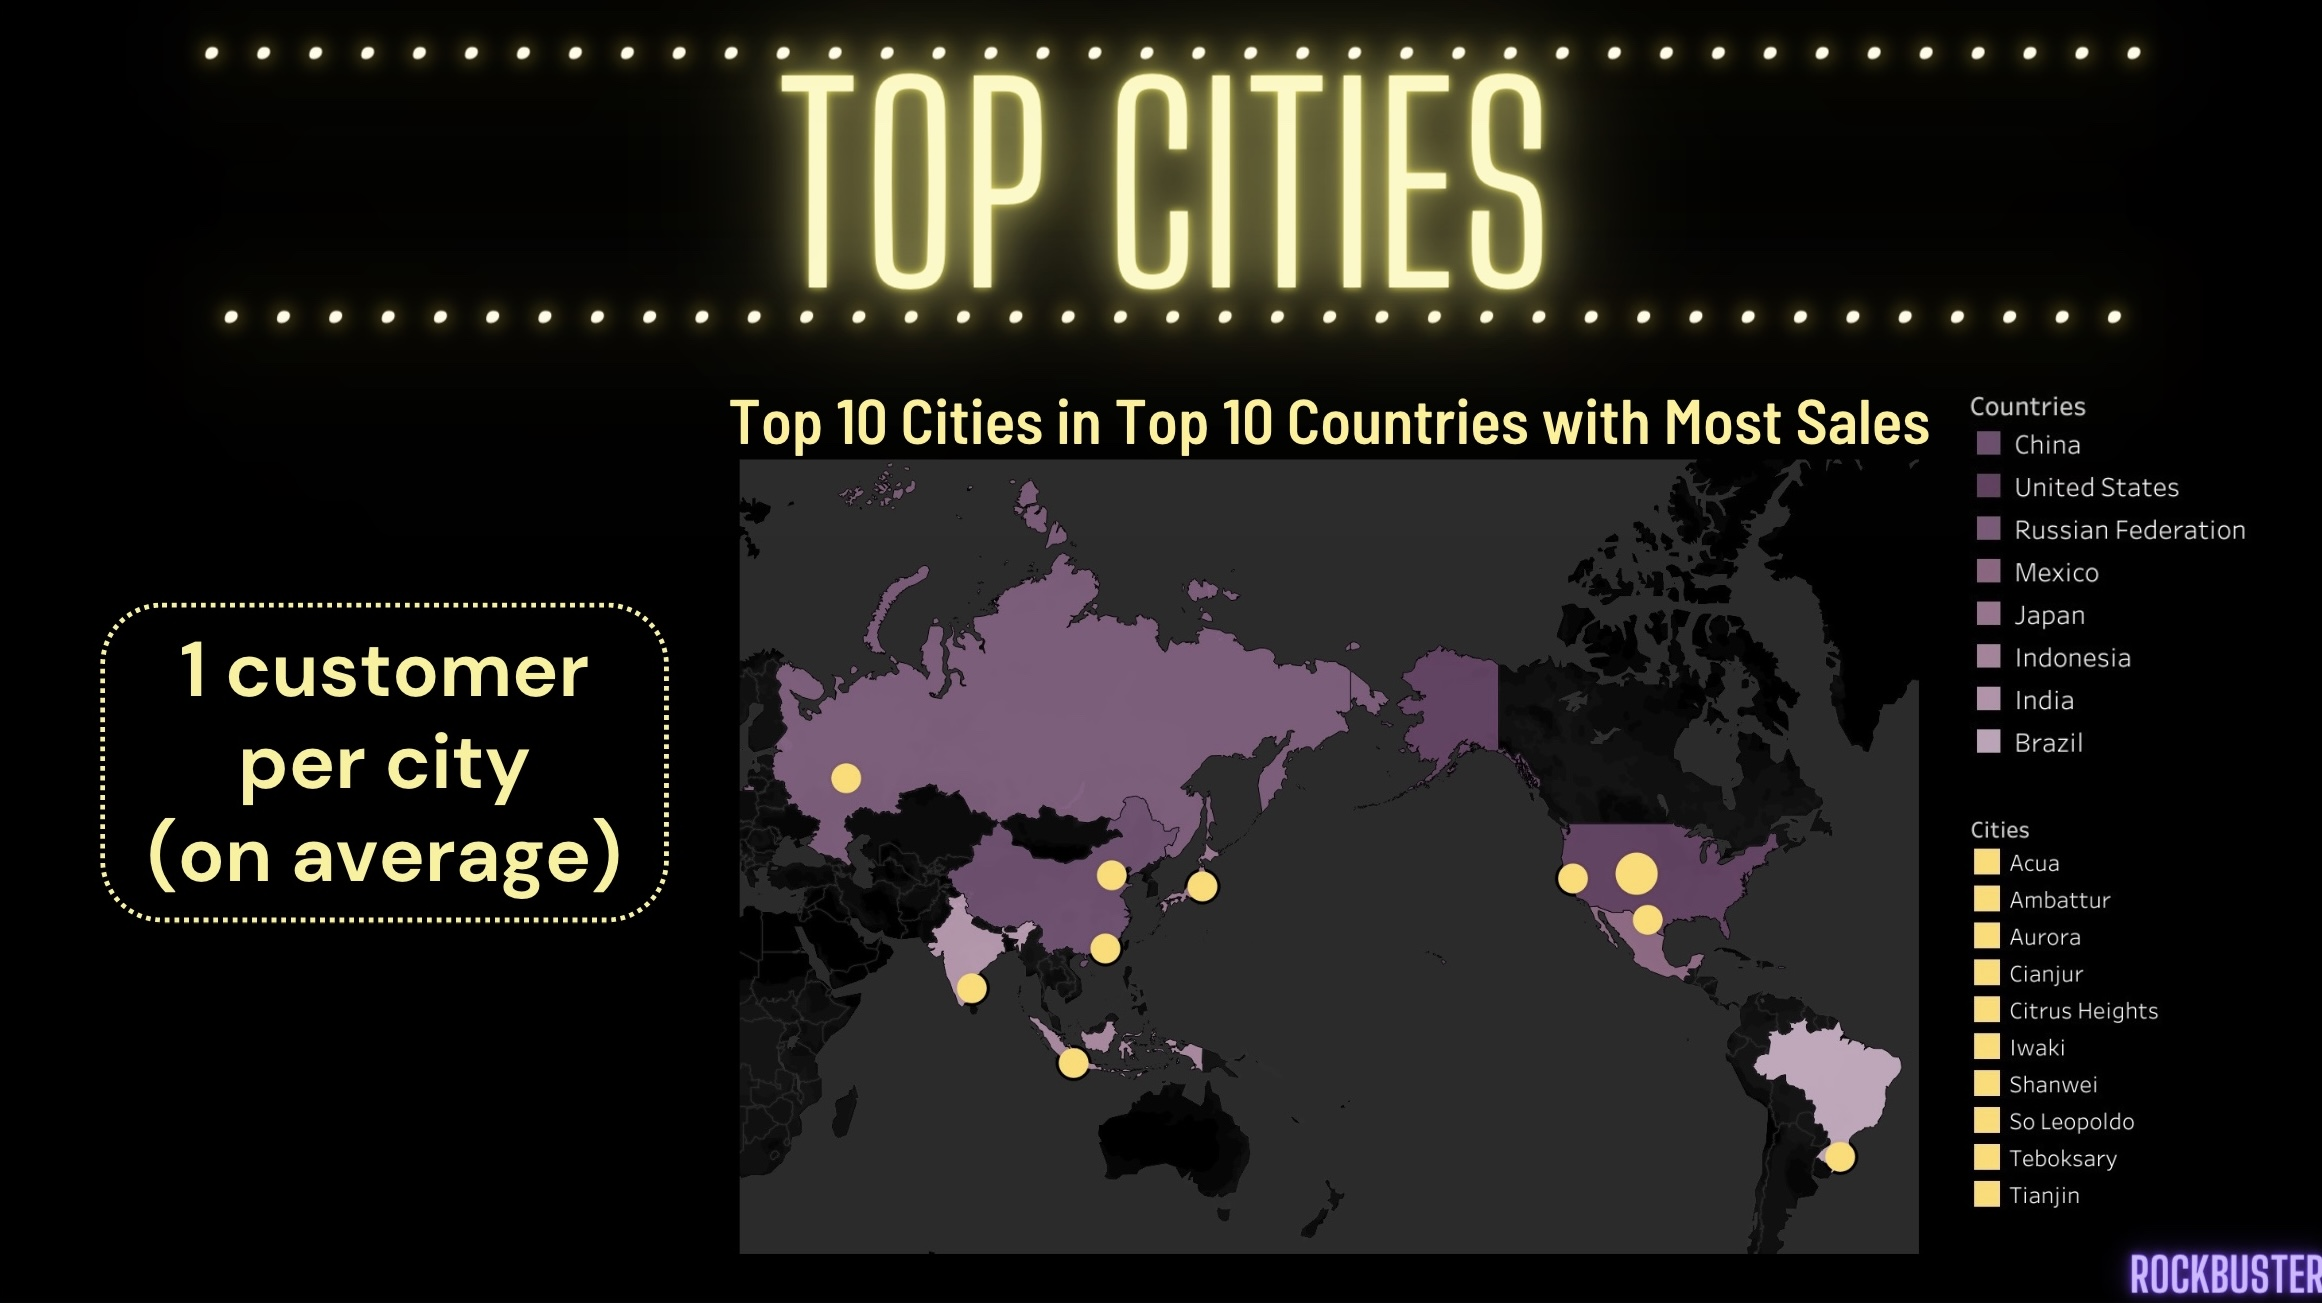 TOP CITIES
Top 10 Cities in Top 10 Countries with Most Sales
1 customer
per city
(on average)
Countries
China
United States
Russian Federation
Mexico
Japan
Indonesia
India
Brazil
Cities
Acua
Ambattur
Aurora
Cianjur
Citrus Heights
Iwaki
Shanwei
So Leopoldo
Teboksary
Tianjin
ROCKBUSTER